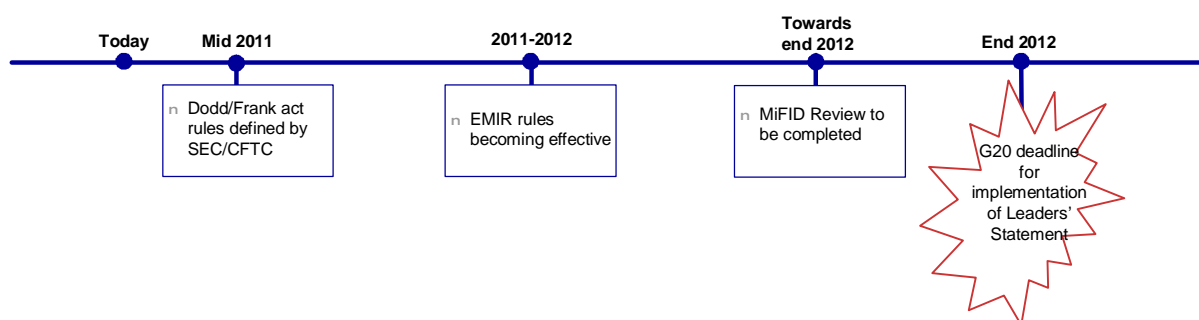 Today
Mid 2011
2011-2012
Towards
end 2012
End 2012
n Dodd/Frank act
rules defined by
SEC/CFTC
n EMIR rules
becoming effective
n MiFID Review to
be completed
G20 deadline
for
implementation
of Leaders’
Statement